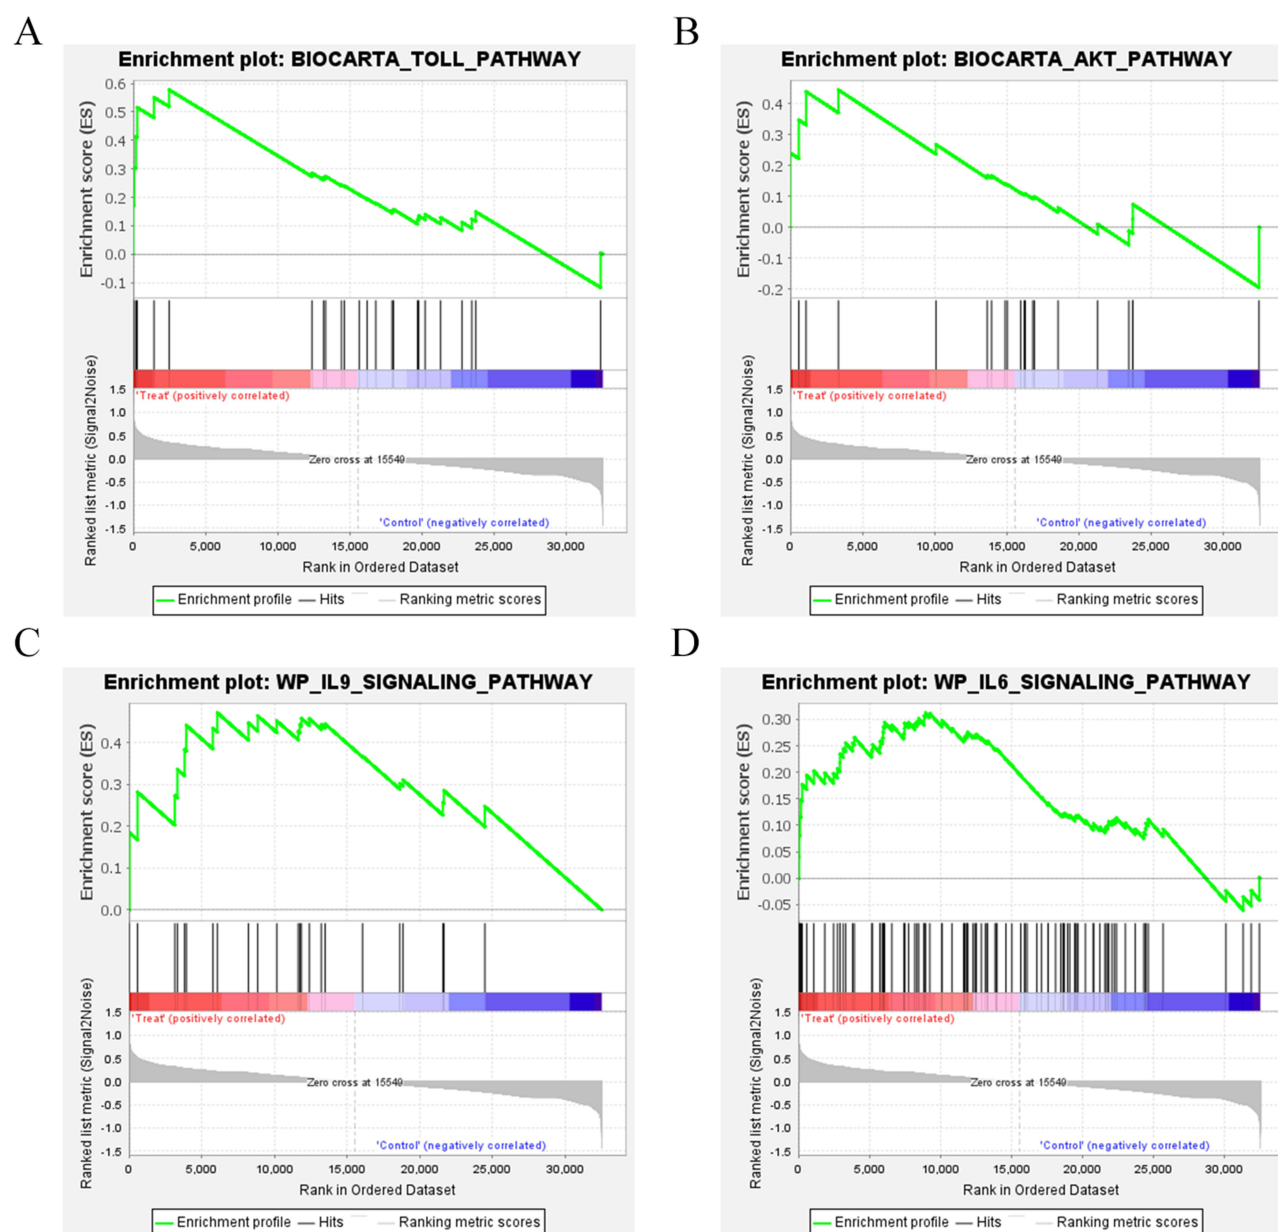 A
Enrichment plot: BIOCARTA_TOLL_PATHWAY
Enrichment score (ES)
0.6
0.5
0.4
0.3
0.2
0.1
0.0
-0.1
Ranked list metric (Signal2Noise)
1.5
1.0
0.5
0.0
-0.5
-1.0
-1.5
'Treat' (positively correlated)
Zero cross at 15540
'Control' (negatively correlated)
0 5,000 10,000 15,000 20,000 25,000 30,000
Rank in Ordered Dataset
Enrichment profile Hits Ranking metric scores
B
Enrichment plot: BIOCARTA_AKT_PATHWAY
Enrichment score (ES)
0.4
0.3
0.2
0.1
0.0
-0.1
-0.2
Ranked list metric (Signal2Noise)
1.5
1.0
0.5
0.0
-0.5
-1.0
-1.5
'Treat' (positively correlated)
Zero cross at 15540
'Control' (negatively correlated)
0 5,000 10,000 15,000 20,000 25,000 30,000
Rank in Ordered Dataset
Enrichment profile Hits Ranking metric scores
C
Enrichment plot: WP_IL9_SIGNALING_PATHWAY
Enrichment score (ES)
0.4
0.3
0.2
0.1
0.0
Ranked list metric (Signal2Noise)
1.5
1.0
0.5
0.0
-0.5
-1.0
-1.5
'Treat' (positively correlated)
Zero cross at 15540
'Control' (negatively correlated)
0 5,000 10,000 15,000 20,000 25,000 30,000
Rank in Ordered Dataset
Enrichment profile Hits Ranking metric scores
D
Enrichment plot: WP_IL6_SIGNALING_PATHWAY
Enrichment score (ES)
0.30
0.25
0.20
0.15
0.10
0.05
0.00
-0.05
Ranked list metric (Signal2Noise)
1.5
1.0
0.5
0.0
-0.5
-1.0
-1.5
'Treat' (positively correlated)
Zero cross at 15540
'Control' (negatively correlated)
0 5,000 10,000 15,000 20,000 25,000 30,000
Rank in Ordered Dataset
Enrichment profile Hits Ranking metric scores